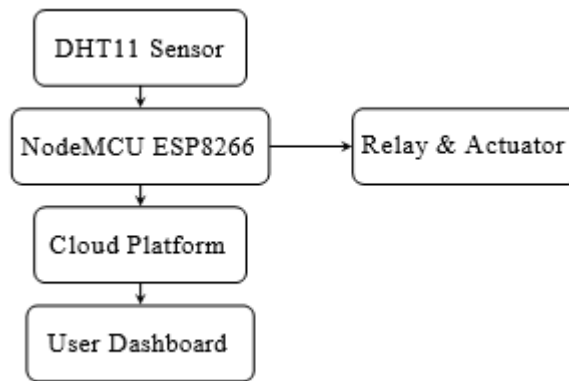 DHT11 Sensor
NodeMCU ESP8266
Relay & Actuator
Cloud Platform
User Dashboard